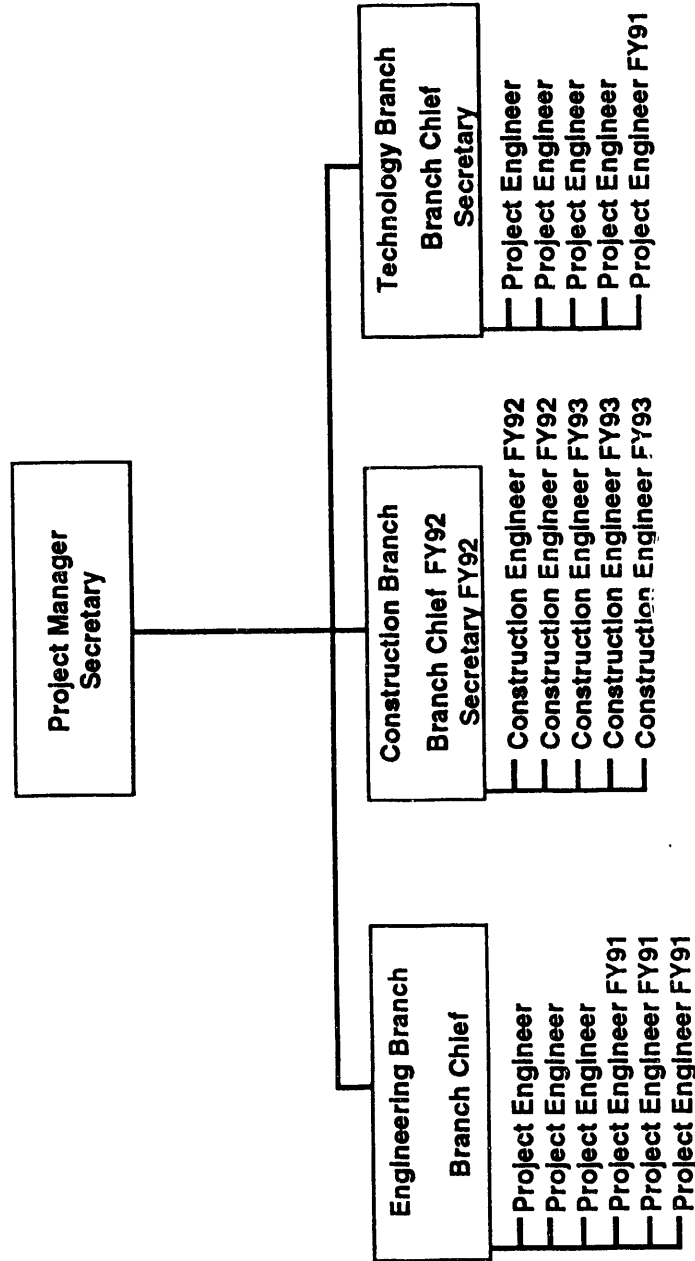 Project Manager
Secretary
Engineering Branch
Branch Chief
Project Engineer
Project Engineer
Project Engineer
Project Engineer FY91
Project Engineer FY91
Project Engineer FY91
Construction Branch
Branch Chief FY92
Secretary FY92
Construction Engineer FY92
Construction Engineer FY92
Construction Engineer FY93
Construction Engineer FY93
Construction Engineer FY93
Technology Branch
Branch Chief
Secretary
Project Engineer
Project Engineer
Project Engineer
Project Engineer
Project Engineer FY91